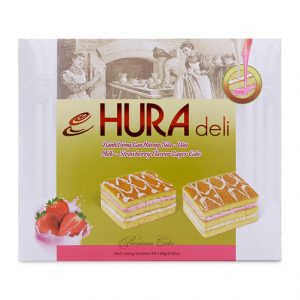 HURA deli
Bánh Bông Lan Hương Sữa - Dâu
Milk - Strawberry Flavour Layer Cake
Premium Cake